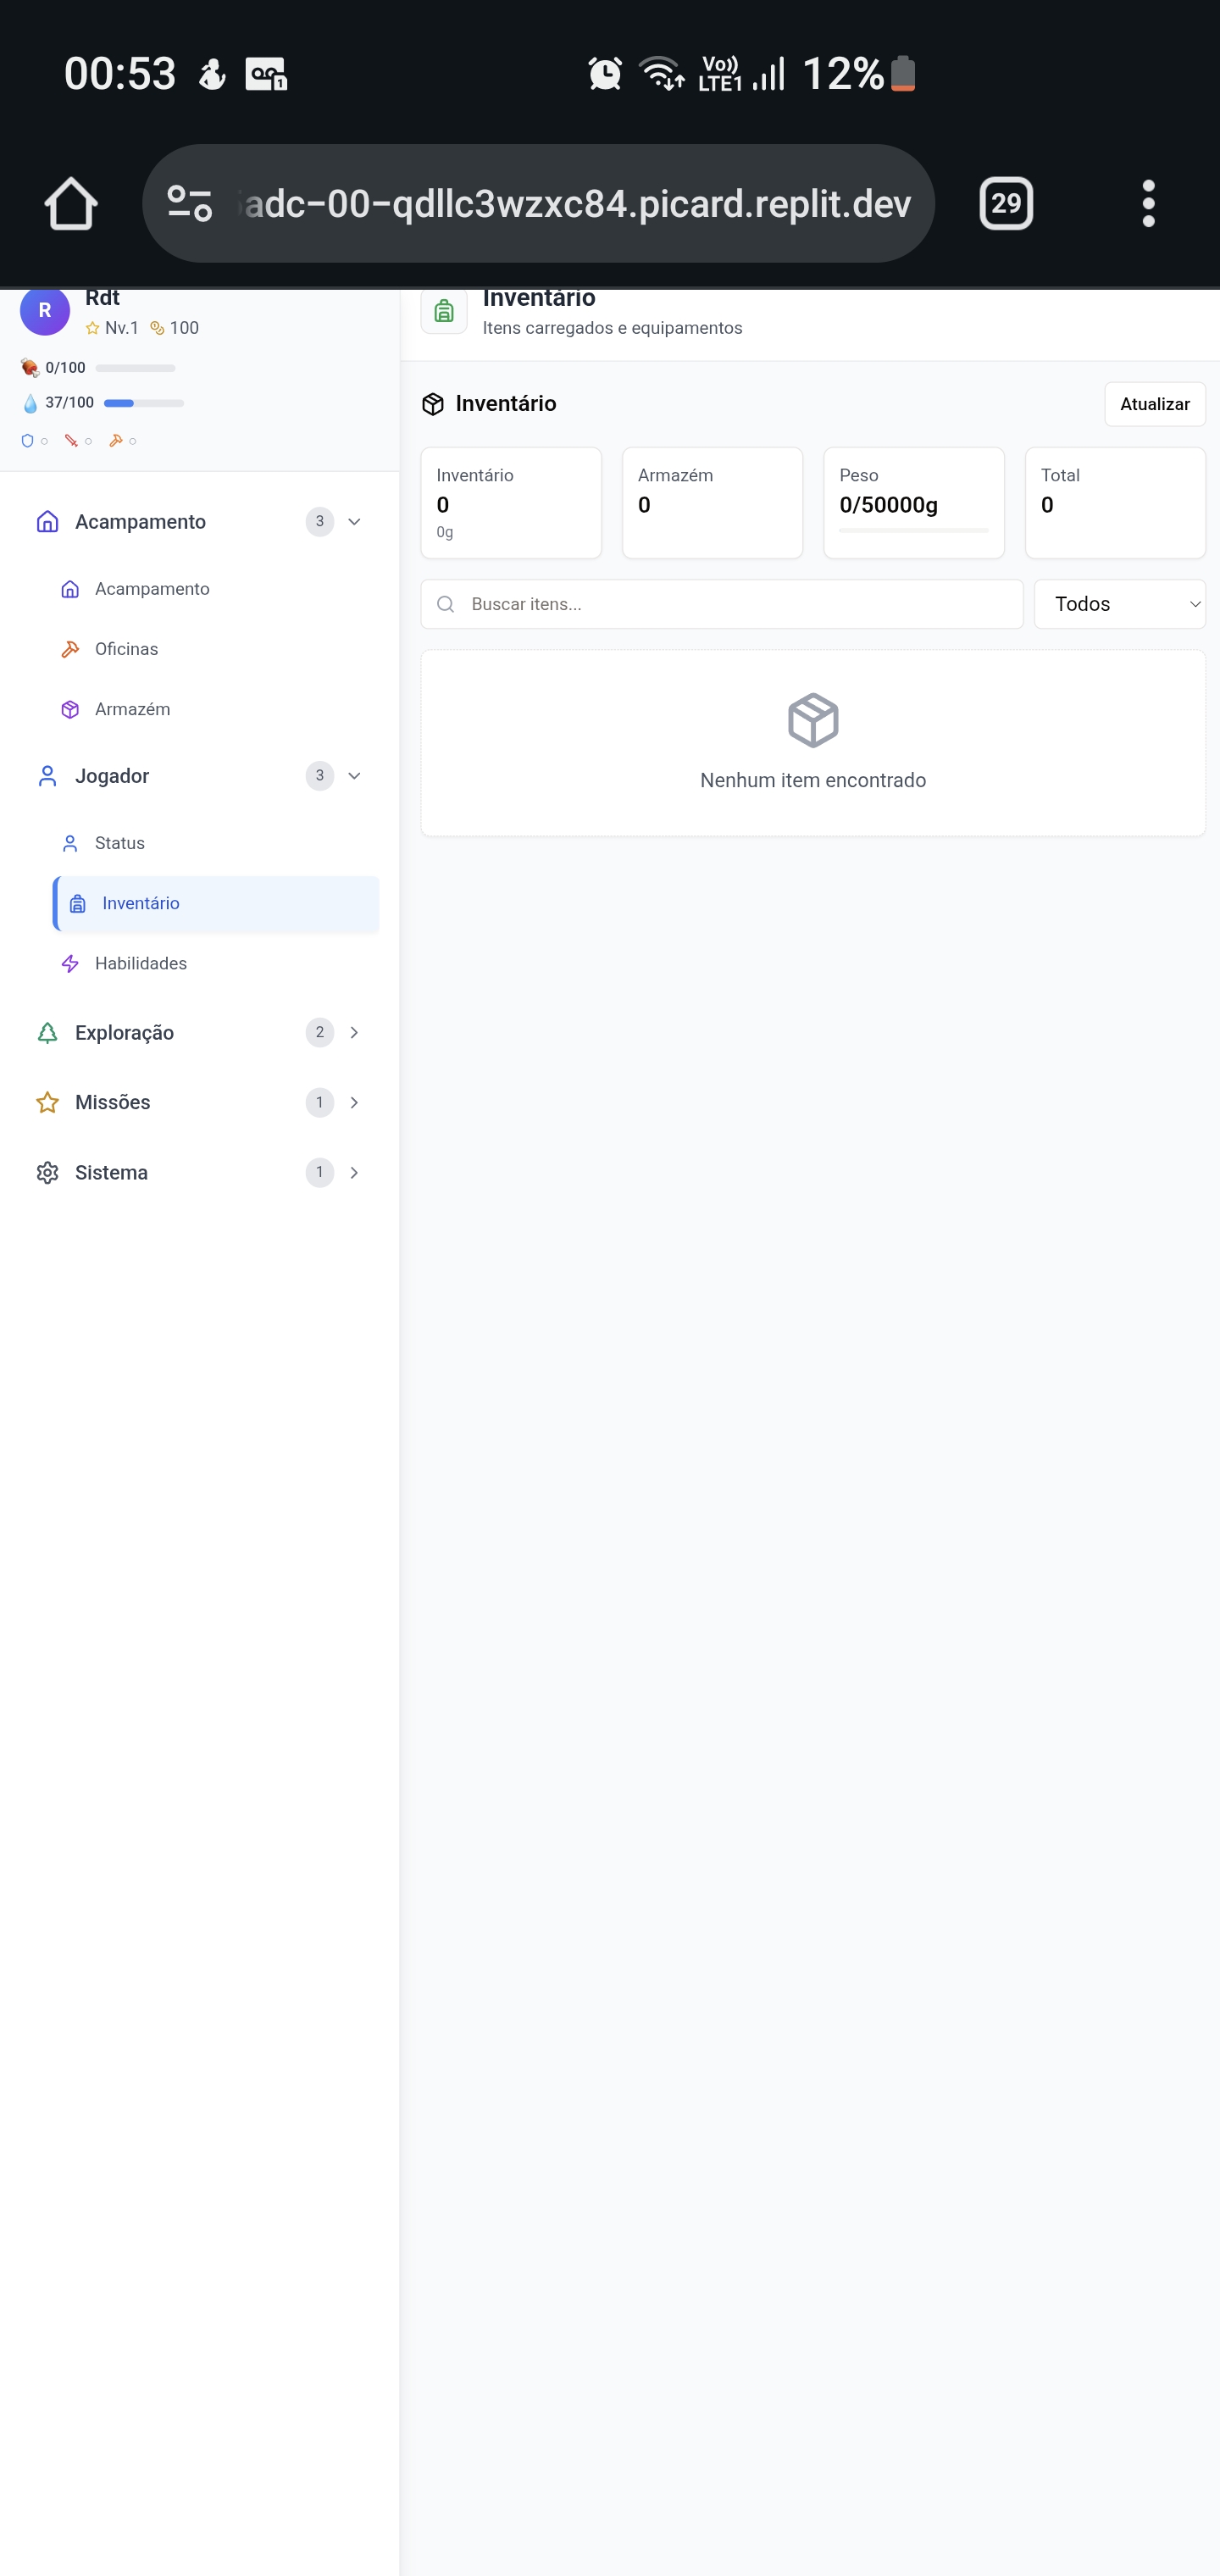 00:53
Vo))
LTE1
12%
adc-00-qdllc3wzxc84.picard.replit.dev
29
R
Rdt
Nv.1 100
0/100
37/100
Acampamento 3
Acampamento
Oficinas
Armazém
Jogador 3
Status
Inventário
Habilidades
Exploração 2
Missões 1
Sistema 1
Inventário
Itens carregados e equipamentos
Inventário
Atualizar
Inventário
0
0g
Armazém
0
Peso
0/50000g
Total
0
Buscar itens...
Todos
Nenhum item encontrado